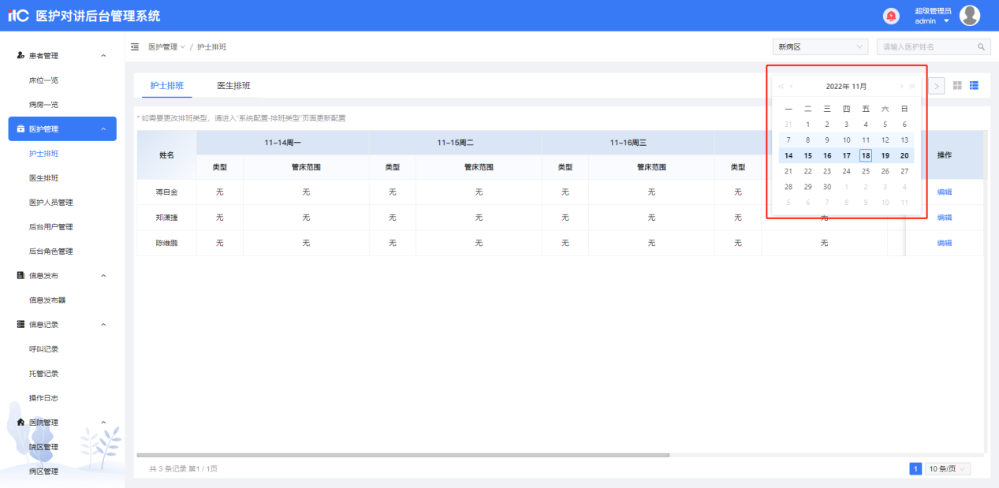 itC 医护对讲后台管理系统
超级管理员
admin
患者管理
床位一览
病房一览
医护管理
护士排班
医生排班
医护人员管理
后台用户管理
后台角色管理
信息发布
信息发布器
信息记录
呼叫记录
托管记录
操作日志
医院管理
院区管理
病区管理
医护管理 / 护士排班
新病区
请输入医护姓名
护士排班 医生排班
* 如需要更改排班类型，请进入"系统配置-排班类型"页面更新配置
姓名 11-14周一 11-15周二 11-16周三 操作
类型 管床范围 类型 管床范围 类型 管床范围 类型
蒋自金 无 无 无 无 无 无 无 编辑
郑潇捷 无 无 无 无 无 无 无 无 编辑
陈维鹏 无 无 无 无 无 无 无 无 编辑
« ‹ 2022年 11月 › »
一 二 三 四 五 六 日
31 1 2 3 4 5 6
7 8 9 10 11 12 13
14 15 16 17 18 19 20
21 22 23 24 25 26 27
28 29 30 1 2 3 4
5 6 7 8 9 10 11
共 3 条记录 第1 / 1页
1 10 条/页